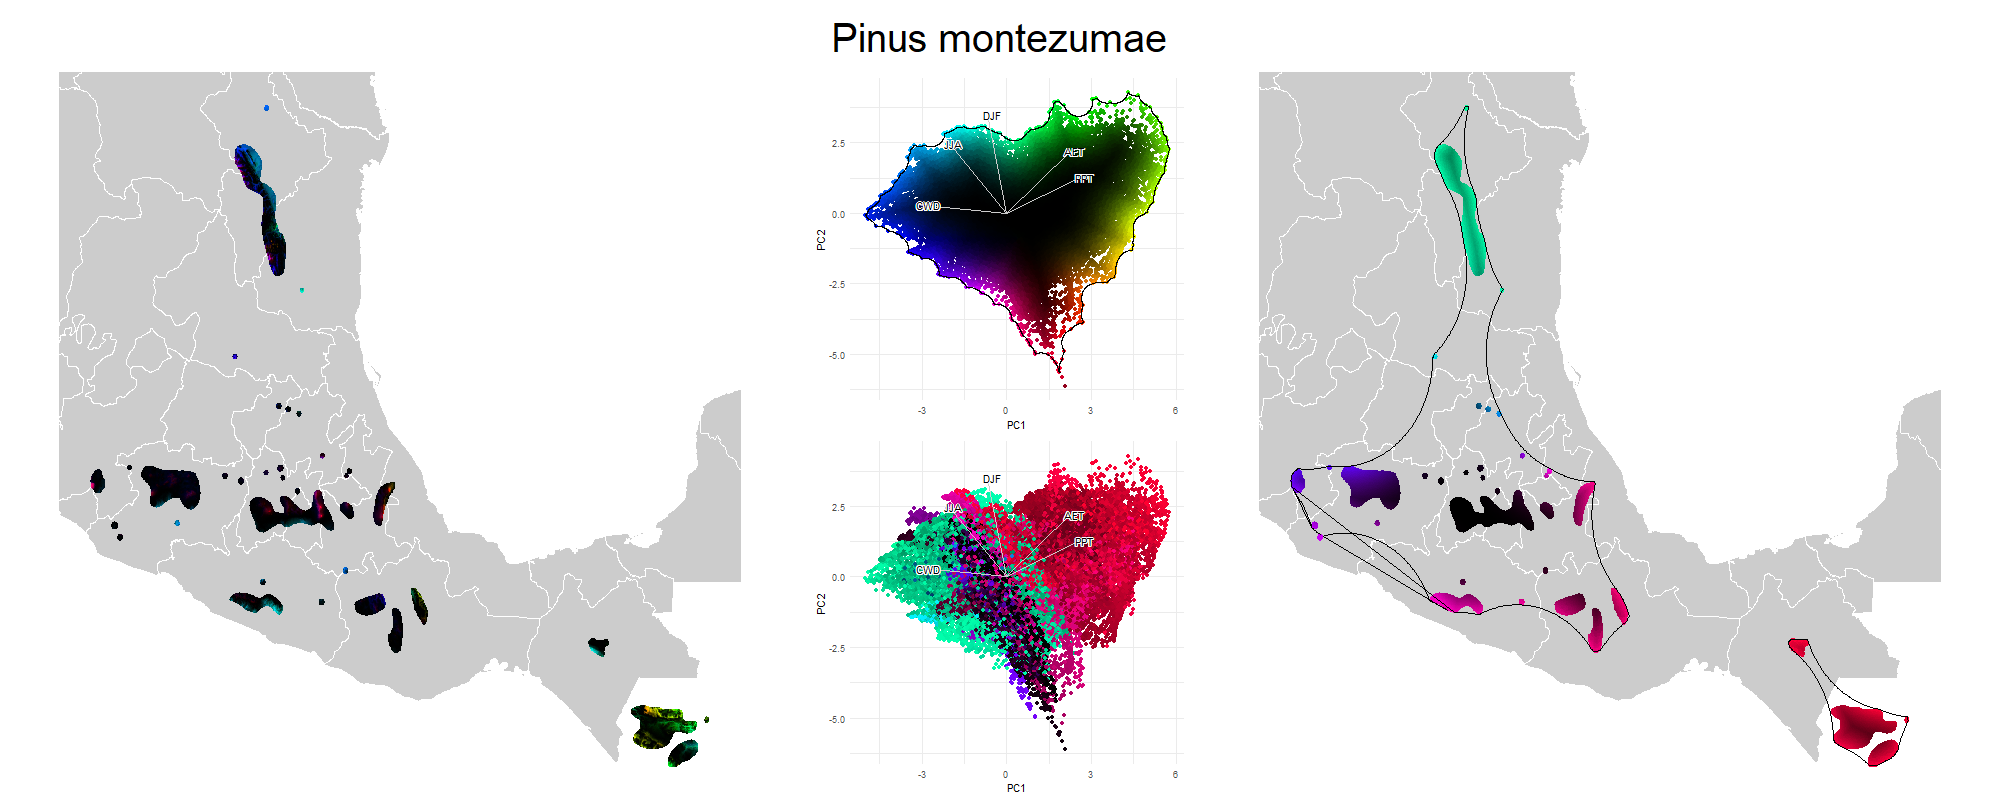 Pinus montezumae
DJF
JJA
AET
PPT
CWD
2.5
0.0
-2.5
-5.0
PC2
-3
0
3
6
PC1
DJF
JJA
AET
PPT
CWD
2.5
0.0
-2.5
-5.0
PC2
-3
0
3
6
PC1